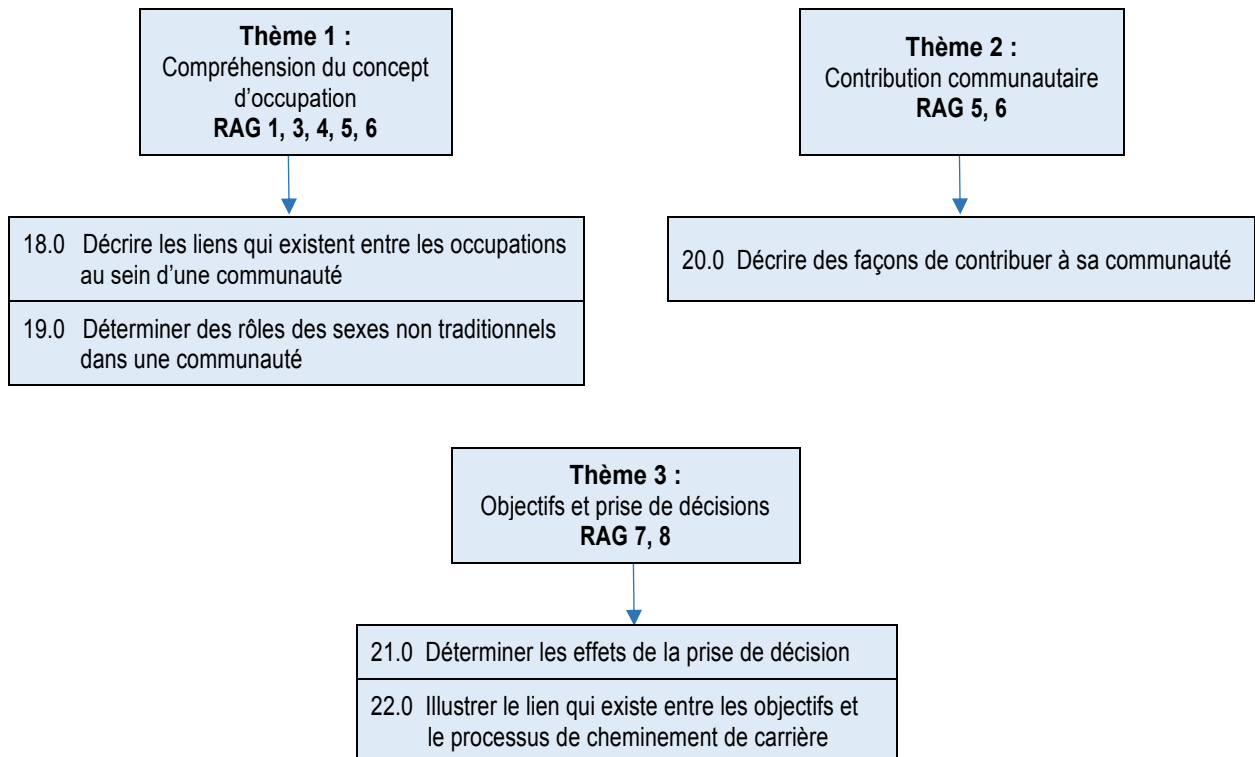 Thème 1 :
Compréhension du concept
d’occupation
RAG 1, 3, 4, 5, 6
18.0 Décrire les liens qui existent entre les occupations
au sein d’une communauté
19.0 Déterminer des rôles des sexes non traditionnels
dans une communauté
Thème 2 :
Contribution communautaire
RAG 5, 6
20.0 Décrire des façons de contribuer à sa communauté
Thème 3 :
Objectifs et prise de décisions
RAG 7, 8
21.0 Déterminer les effets de la prise de décision
22.0 Illustrer le lien qui existe entre les objectifs et
le processus de cheminement de carrière